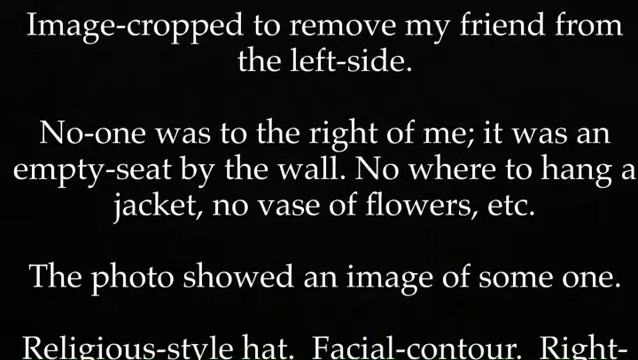 Image-cropped to remove my friend from
the left-side.
No-one was to the right of me; it was an
empty-seat by the wall. No where to hang a
jacket, no vase of flowers, etc.
The photo showed an image of some one.
Religious-style hat. Facial-contour. Right-